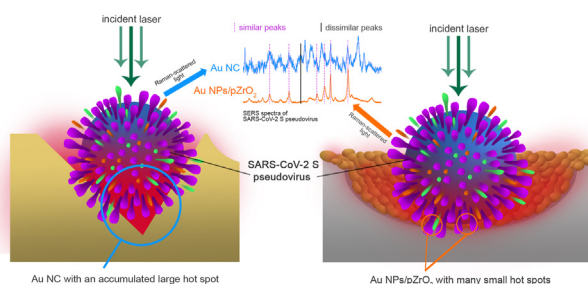 incident laser
similar peaks
dissimilar peaks
incident laser
Raman-scattered
light
Au NC
Au NPs/pZrO2
SERS spectra of
SARS-CoV-2 S pseudovirus
Raman-scattered
light
SARS-CoV-2 S
pseudovirus
Au NC with an accumulated large hot spot
Au NPs/pZrO2 with many small hot spots